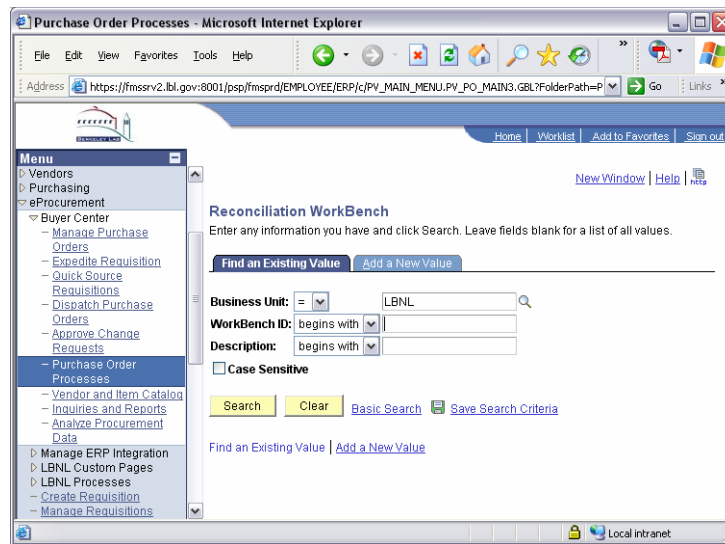 Purchase Order Processes - Microsoft Internet Explorer
File Edit View Favorites Tools Help »
Address https://fmssrv2.lbl.gov:8001/psp/fmsprd/EMPLOYEE/ERP/c/PV_MAIN_MENU.PV_PO_MAIN3.GBL?FolderPath=P Go Links »
BERKELEY LAB
Home Worklist Add to Favorites Sign out
Menu
Vendors
Purchasing
eProcurement
Buyer Center
– Manage Purchase
Orders
– Expedite Requisition
– Quick Source
Requisitions
– Dispatch Purchase
Orders
– Approve Change
Requests
– Purchase Order
Processes
– Vendor and Item Catalog
– Inquiries and Reports
– Analyze Procurement
Data
Manage ERP Integration
LBNL Custom Pages
LBNL Processes
– Create Requisition
– Manage Requisitions
New Window | Help | http
Reconciliation WorkBench
Enter any information you have and click Search. Leave fields blank for a list of all values.
Find an Existing Value Add a New Value
Business Unit: = LBNL
WorkBench ID: begins with
Description: begins with
Case Sensitive
Search Clear Basic Search Save Search Criteria
Find an Existing Value | Add a New Value
Local intranet